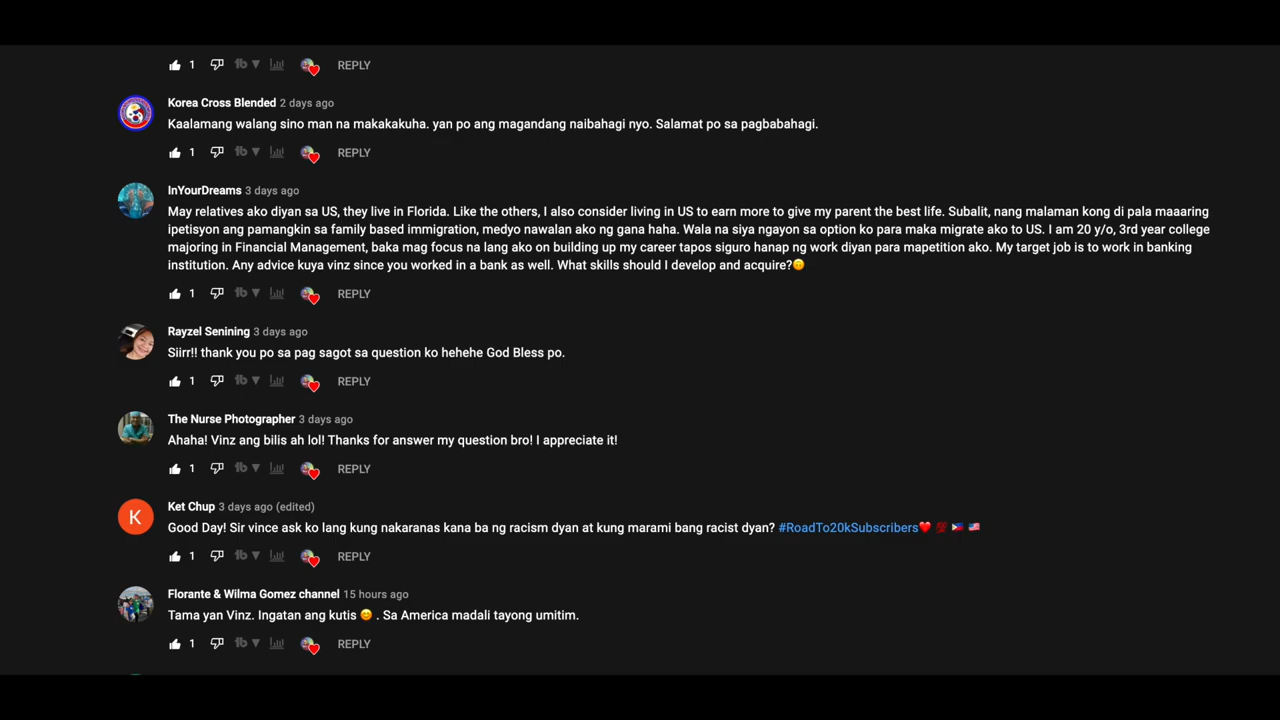 1 REPLY
Korea Cross Blended 2 days ago
Kaalamang walang sino man na makakakuha. yan po ang magandang naibahagi nyo. Salamat po sa pagbabahagi.
1 REPLY
InYourDreams 3 days ago
May relatives ako diyan sa US, they live in Florida. Like the others, I also consider living in US to earn more to give my parent the best life. Subalit, nang malaman kong di pala maaaring
ipetisyon ang pamangkin sa family based immigration, medyo nawalan ako ng gana haha. Wala na siya ngayon sa option ko para maka migrate ako to US. I am 20 y/o, 3rd year college
majoring in Financial Management, baka mag focus na lang ako on building up my career tapos siguro hanap ng work diyan para mapetition ako. My target job is to work in banking
institution. Any advice kuya vinz since you worked in a bank as well. What skills should I develop and acquire?😊
1 REPLY
Rayzel Senining 3 days ago
Siirr!! thank you po sa pag sagot sa question ko hehehe God Bless po.
1 REPLY
The Nurse Photographer 3 days ago
Ahaha! Vinz ang bilis ah lol! Thanks for answer my question bro! I appreciate it!
1 REPLY
K
Ket Chup 3 days ago (edited)
Good Day! Sir vince ask ko lang kung nakaranas kana ba ng racism dyan at kung marami bang racist dyan? #RoadTo20kSubscribers❤️ 💯 🇵🇭 🇺🇸
1 REPLY
Florante & Wilma Gomez channel 15 hours ago
Tama yan Vinz. Ingatan ang kutis 😊 . Sa America madali tayong umitim.
1 REPLY